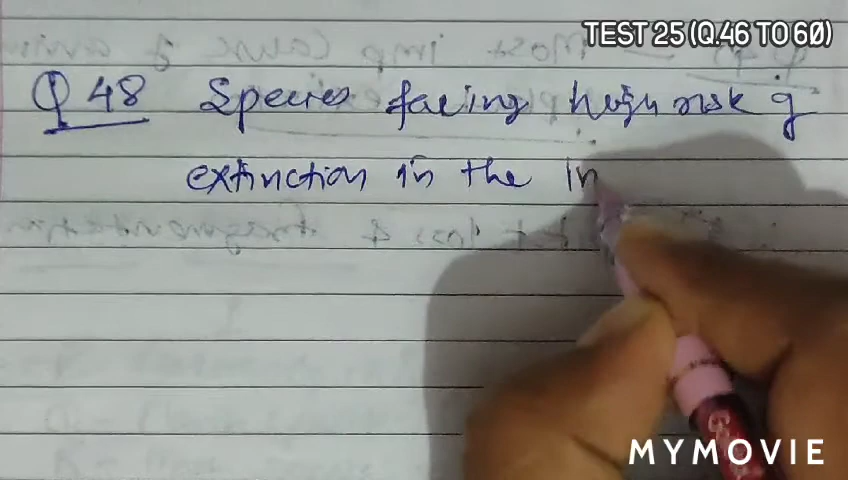 TEST 25 (Q.46 TO 60)
Q 48 Species facing high risk of
extinction in the in
MYMOVIE